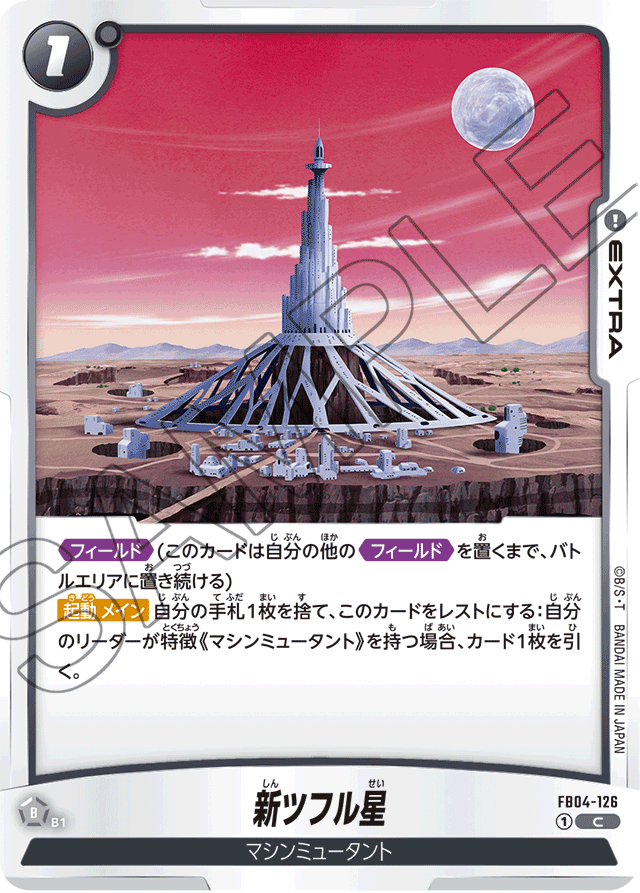 1
SAMPLE
! EXTRA
フィールド (このカードは自分の他の フィールド を置くまで、バト
ルエリアに置き続ける)
起動 メイン 自分の手札1枚を捨て、このカードをレストにする:自分
のリーダーが特徴《マシンミュータント》を持つ場合、カード1枚を引
く。
©B/S・T BANDAI MADE IN JAPAN
B B1
新ツフル星
FB04-126
1 C
マシンミュータント